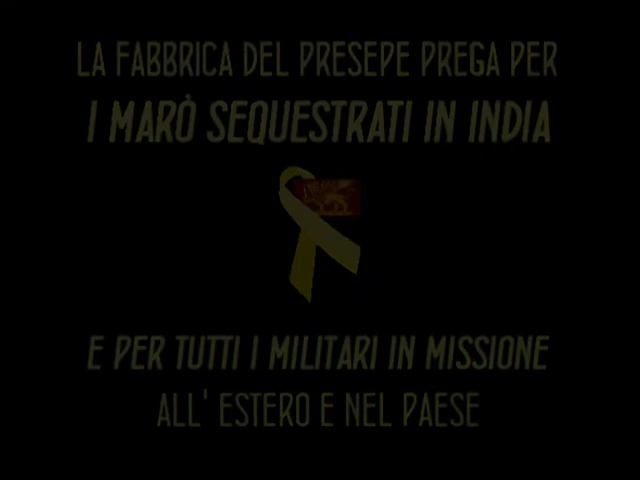 LA FABBRICA DEL PRESEPE PREGA PER
I MARÒ SEQUESTRATI IN INDIA
E PER TUTTI I MILITARI IN MISSIONE
ALL' ESTERO E NEL PAESE